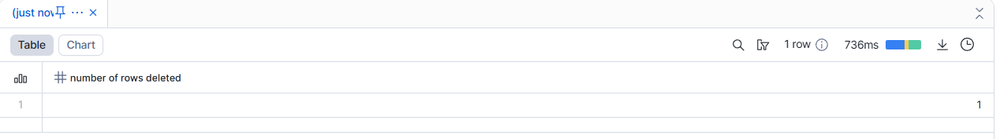 (just nov
Table Chart 1 row 736ms
number of rows deleted
1 1